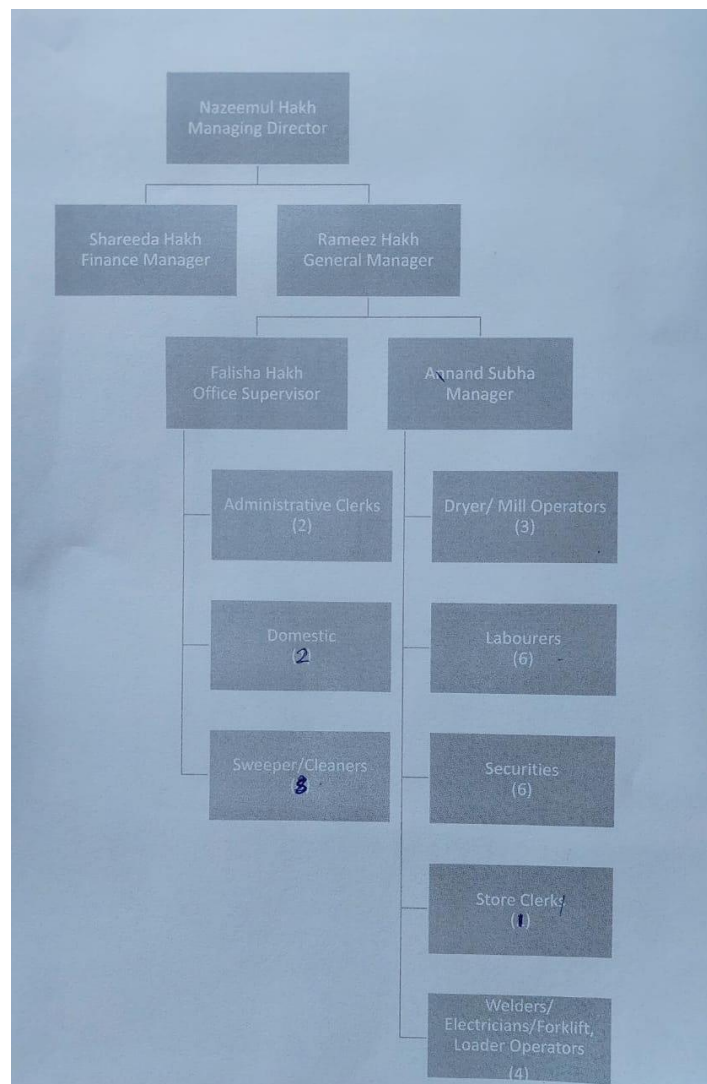 Nazeemul Hakh
Managing Director
Shareeda Hakh
Finance Manager
Rameez Hakh
General Manager
Falisha Hakh
Office Supervisor
Annand Subha
Manager
Administrative Clerks
(2)
Dryer/ Mill Operators
(3)
Domestic
(2)
Labourers
(6)
Sweeper/Cleaners
(8)
Securities
(6)
Store Clerk
(1)
Welders/
Electricians/Forklift,
Loader Operators
(4)